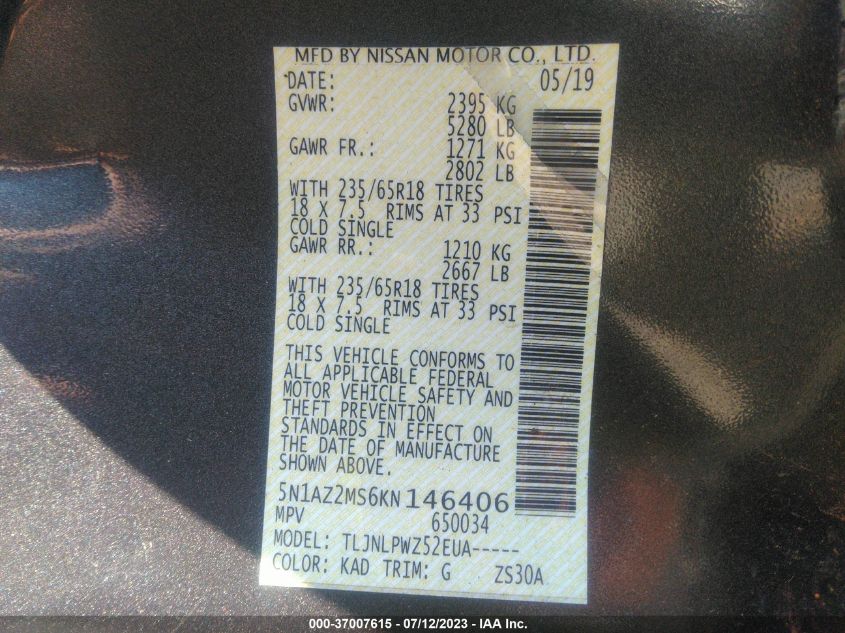 MFD BY NISSAN MOTOR CO., LTD.
DATE: 05/19
GVWR: 2395 KG
5280 LB
GAWR FR.: 1271 KG
2802 LB
WITH 235/65R18 TIRES
18 X 7.5 RIMS AT 33 PSI
COLD SINGLE
GAWR RR.: 1210 KG
2667 LB
WITH 235/65R18 TIRES
18 X 7.5 RIMS AT 33 PSI
COLD SINGLE
THIS VEHICLE CONFORMS TO
ALL APPLICABLE FEDERAL
MOTOR VEHICLE SAFETY AND
THEFT PREVENTION
STANDARDS IN EFFECT ON
THE DATE OF MANUFACTURE
SHOWN ABOVE.
5N1AZ2MS6KN146406
MPV 650034
MODEL: TLJNLPWZ52EUA-----
COLOR: KAD TRIM: G ZS30A
000-37007615 - 07/12/2023 - IAA Inc.